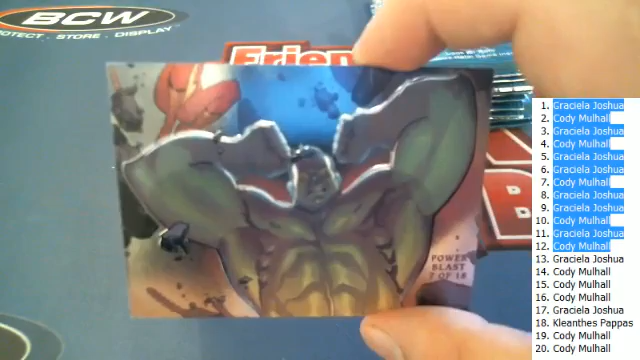 BCW
PROTECT . STORE . DISPLAY
Frien
POWER
BLAST
7 OF 18
1. Graciela Joshua
2. Cody Mulhall
3. Graciela Joshua
4. Cody Mulhall
5. Graciela Joshua
6. Graciela Joshua
7. Cody Mulhall
8. Graciela Joshua
9. Graciela Joshua
10. Cody Mulhall
11. Graciela Joshua
12. Cody Mulhall
13. Graciela Joshua
14. Cody Mulhall
15. Cody Mulhall
16. Cody Mulhall
17. Graciela Joshua
18. Kleanthes Pappas
19. Cody Mulhall
20. Cody Mulhall